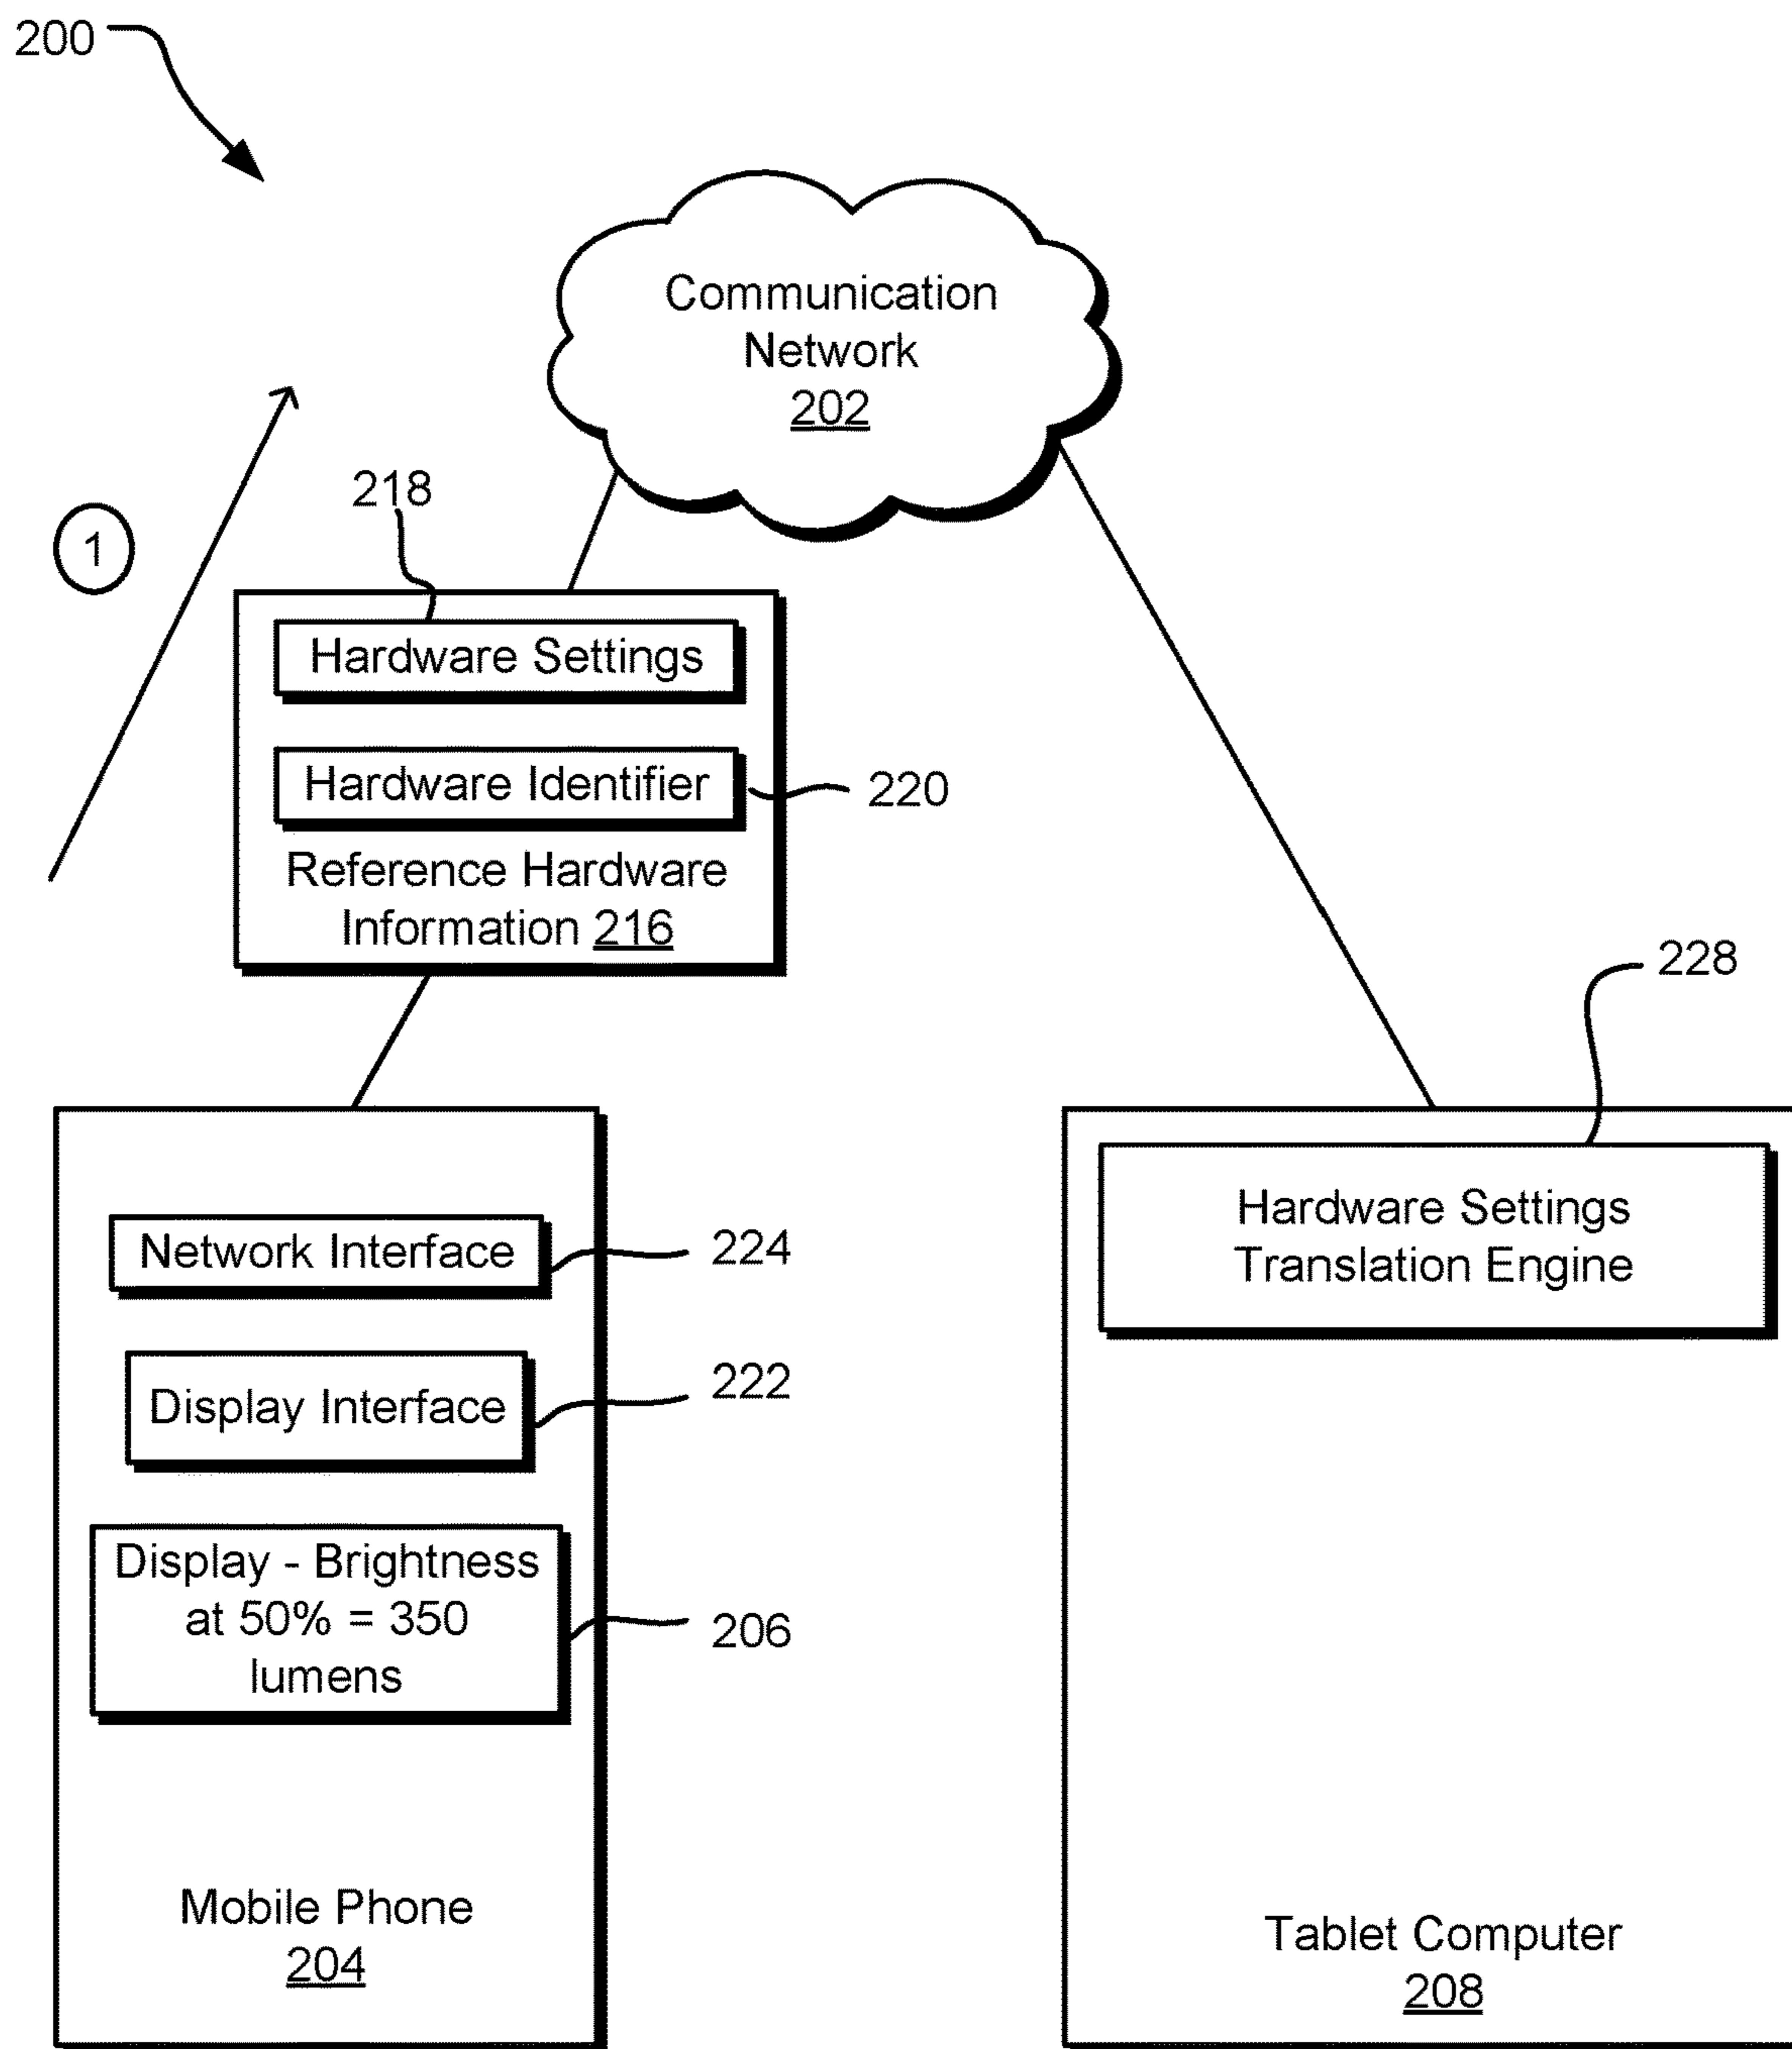 200
Communication
Network
202
218
1
Hardware Settings
Hardware Identifier
220
Reference Hardware
Information 216
228
Network Interface
224
Hardware Settings
Translation Engine
Display Interface
222
Display - Brightness
at 50% = 350
lumens
206
Mobile Phone
204
Tablet Computer
208